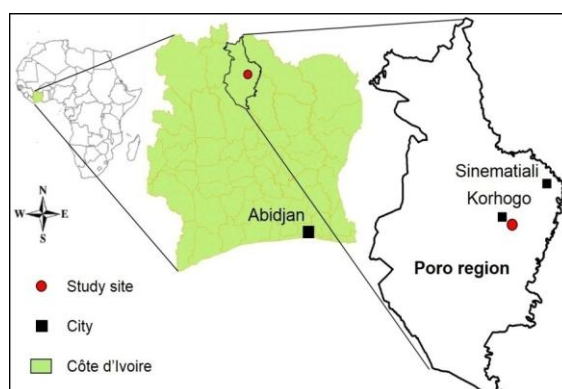 N
W E
S
Abidjan
Sinematiali
Korhogo
Poro region
Study site
City
Côte d'Ivoire